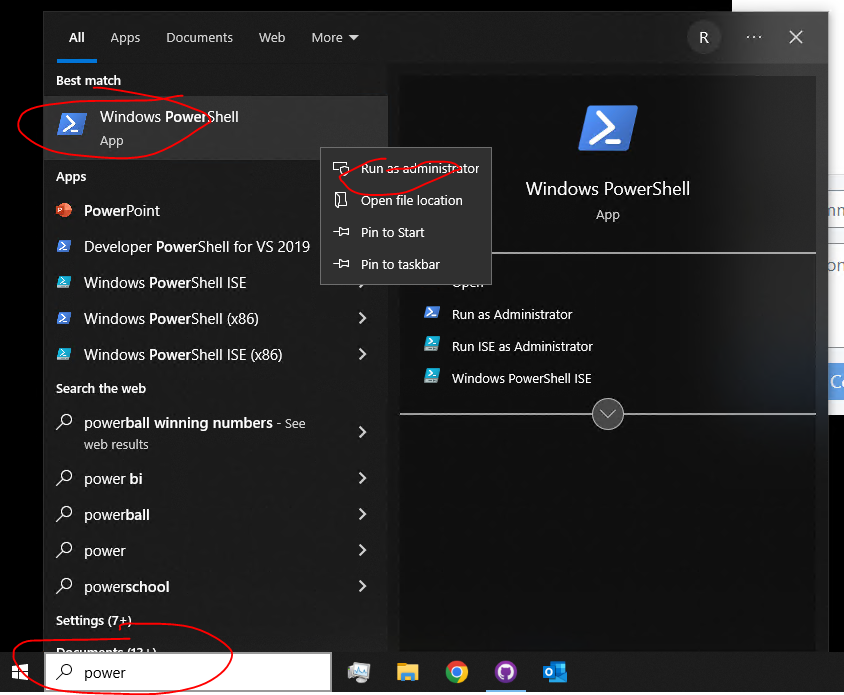 All Apps Documents Web More R ...
Best match
Windows PowerShell
App
Run as administrator
Open file location
Pin to Start
Pin to taskbar
Apps
PowerPoint
Developer PowerShell for VS 2019
Windows PowerShell ISE
Windows PowerShell (x86)
Windows PowerShell ISE (x86)
Search the web
powerball winning numbers - See
web results
power bi
powerball
power
powerschool
Settings (7+)
Documents (12+)
power
Windows PowerShell
App
Open
Run as Administrator
Run ISE as Administrator
Windows PowerShell ISE